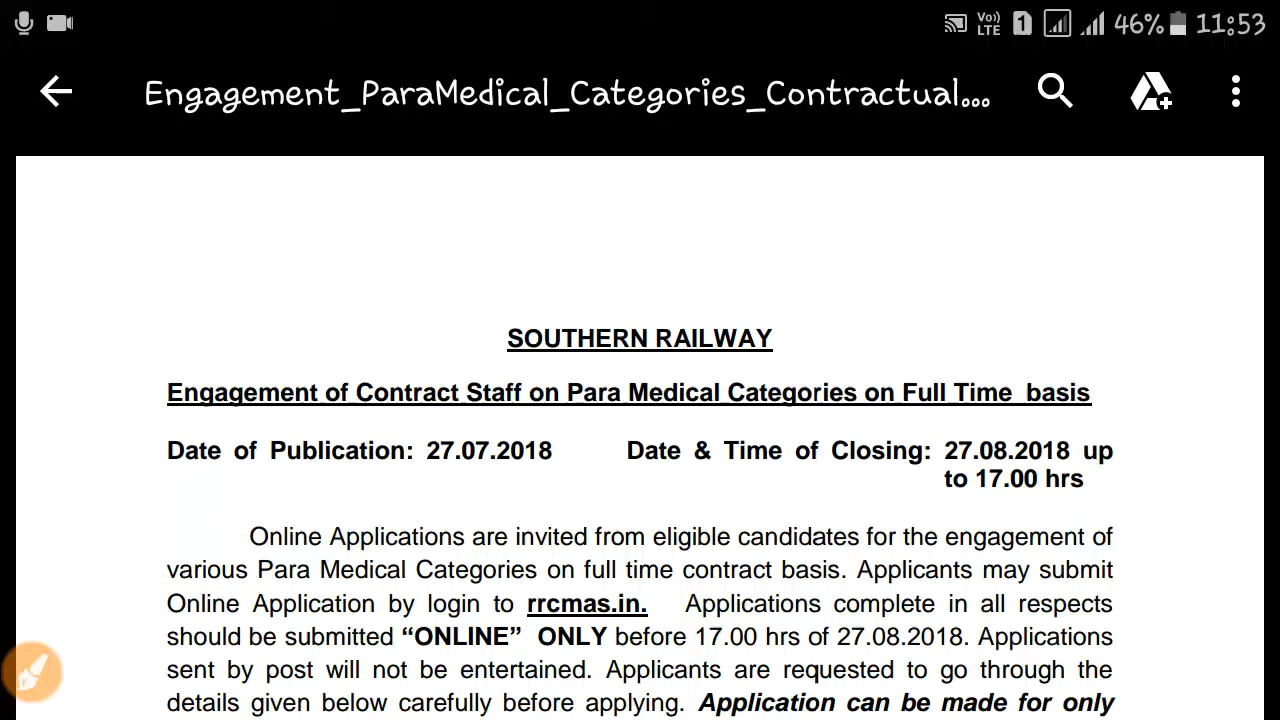 46% 11:53
Vo)) LTE 1
Engagement_ParaMedical_Categories_Contractual...
SOUTHERN RAILWAY
Engagement of Contract Staff on Para Medical Categories on Full Time basis
Date of Publication: 27.07.2018 Date & Time of Closing: 27.08.2018 up
to 17.00 hrs
Online Applications are invited from eligible candidates for the engagement of
various Para Medical Categories on full time contract basis. Applicants may submit
Online Application by login to rrcmas.in. Applications complete in all respects
should be submitted “ONLINE” ONLY before 17.00 hrs of 27.08.2018. Applications
sent by post will not be entertained. Applicants are requested to go through the
details given below carefully before applying. Application can be made for only